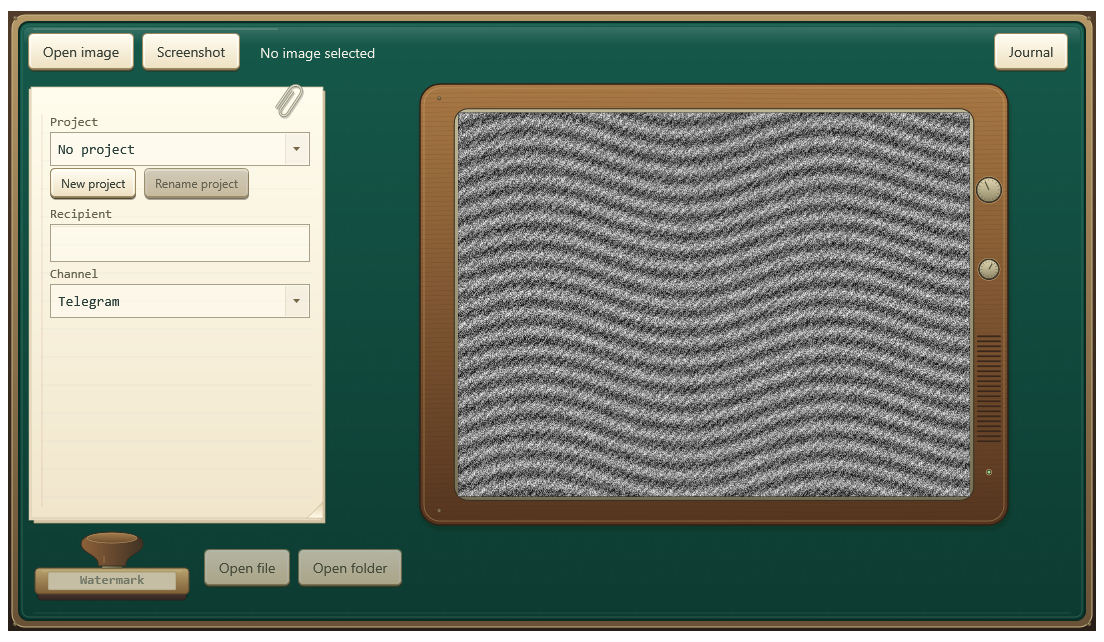 Open image
Screenshot
No image selected
Journal
Project
No project
New project
Rename project
Recipient
Channel
Telegram
Watermark
Open file
Open folder